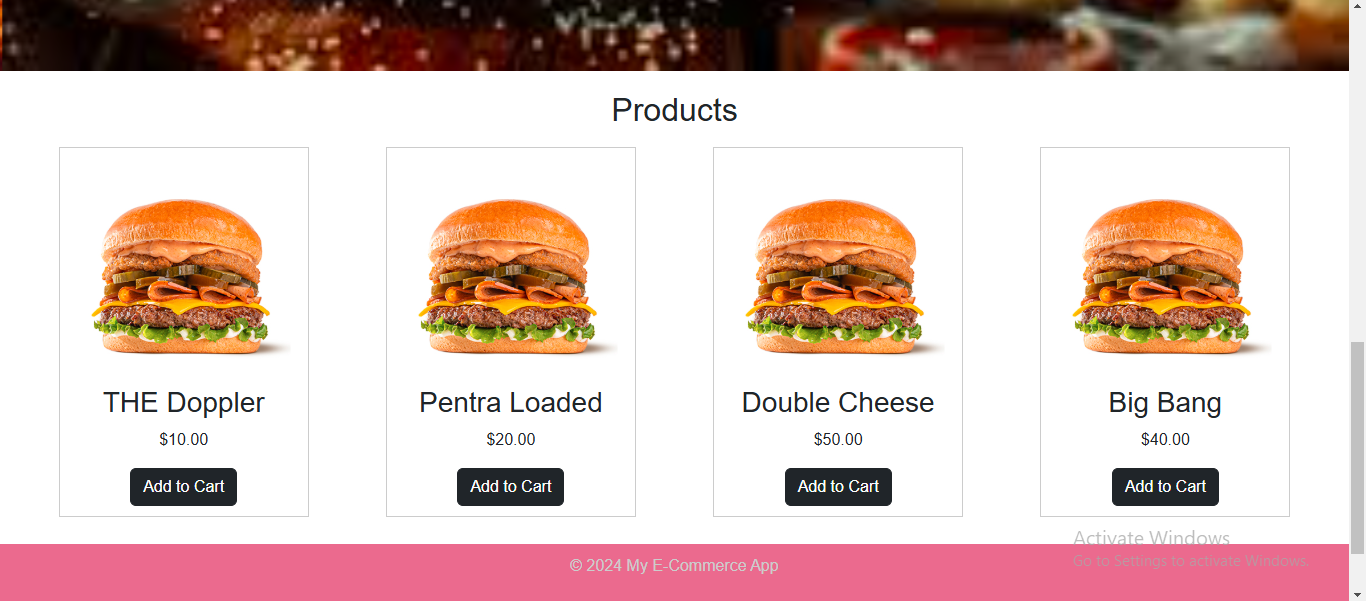 Products
THE Doppler
$10.00
Add to Cart
Pentra Loaded
$20.00
Add to Cart
Double Cheese
$50.00
Add to Cart
Big Bang
$40.00
Add to Cart
Activate Windows
Go to Settings to activate Windows.
© 2024 My E-Commerce App